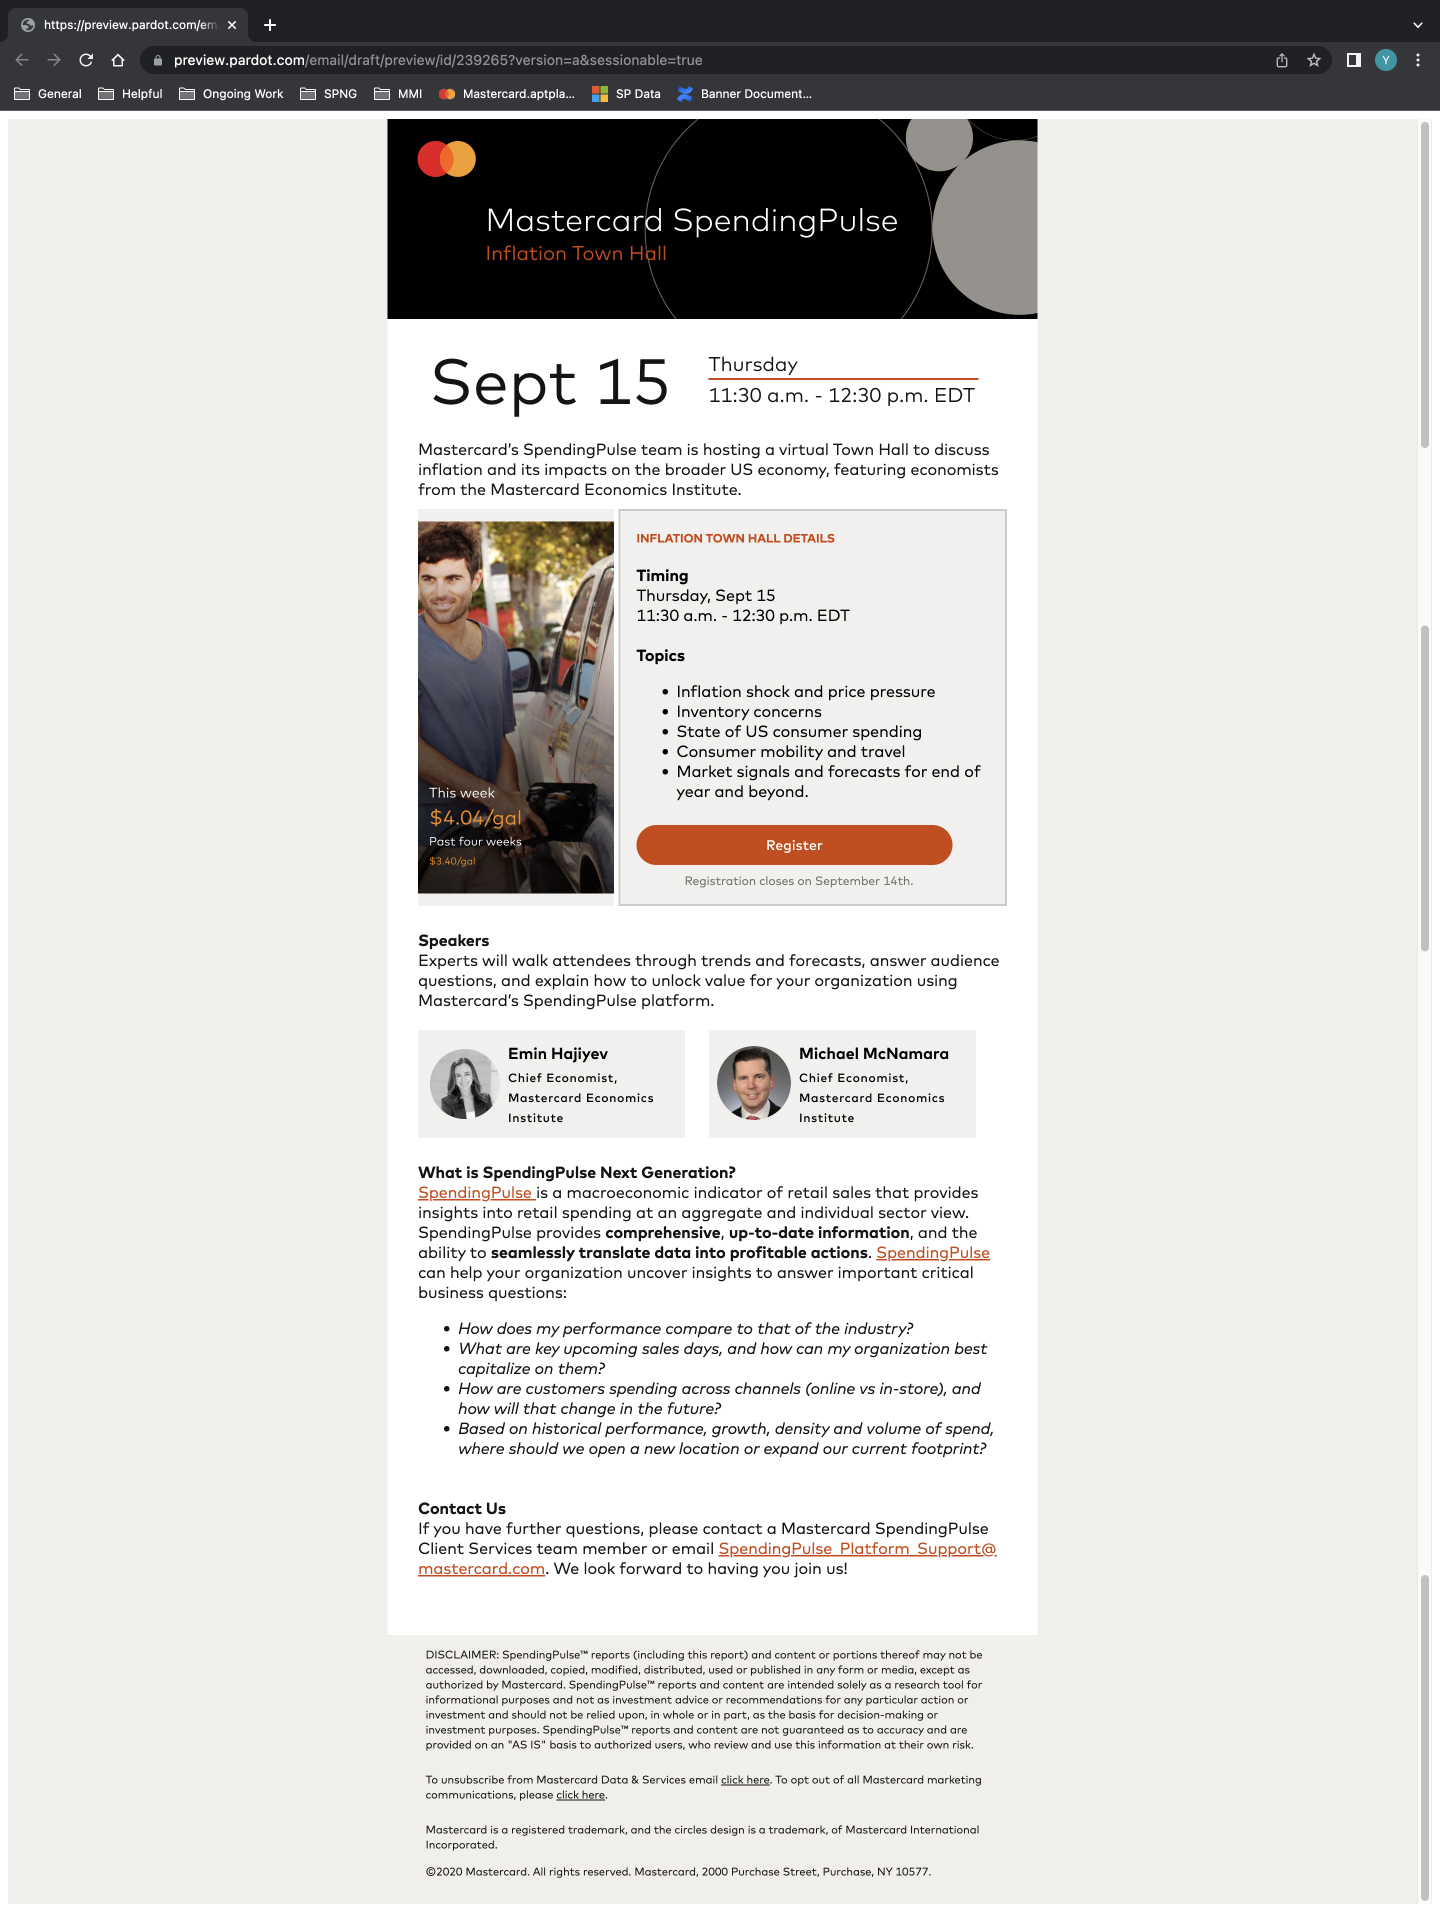 https://preview.pardot.com/em
preview.pardot.com/email/draft/preview/id/239265?version=a&sessionable=true
Y
General
Helpful
Ongoing Work
SPNG
MMI
Mastercard.aptpla...
SP Data
Banner Document...
Mastercard SpendingPulse
Inflation Town Hall
Sept 15
Thursday
11:30 a.m. - 12:30 p.m. EDT
Mastercard's SpendingPulse team is hosting a virtual Town Hall to discuss
inflation and its impacts on the broader US economy, featuring economists
from the Mastercard Economics Institute.
This week
$4.04/gal
Past four weeks
$3.40/gal
INFLATION TOWN HALL DETAILS
Timing
Thursday, Sept 15
11:30 a.m. - 12:30 p.m. EDT
Topics
• Inflation shock and price pressure
• Inventory concerns
• State of US consumer spending
• Consumer mobility and travel
• Market signals and forecasts for end of
year and beyond.
Register
Registration closes on September 14th.
Speakers
Experts will walk attendees through trends and forecasts, answer audience
questions, and explain how to unlock value for your organization using
Mastercard's SpendingPulse platform.
Emin Hajiyev
Chief Economist,
Mastercard Economics
Institute
Michael McNamara
Chief Economist,
Mastercard Economics
Institute
What is SpendingPulse Next Generation?
SpendingPulse is a macroeconomic indicator of retail sales that provides
insights into retail spending at an aggregate and individual sector view.
SpendingPulse provides comprehensive, up-to-date information, and the
ability to seamlessly translate data into profitable actions. SpendingPulse
can help your organization uncover insights to answer important critical
business questions:
• How does my performance compare to that of the industry?
• What are key upcoming sales days, and how can my organization best
capitalize on them?
• How are customers spending across channels (online vs in-store), and
how will that change in the future?
• Based on historical performance, growth, density and volume of spend,
where should we open a new location or expand our current footprint?
Contact Us
If you have further questions, please contact a Mastercard SpendingPulse
Client Services team member or email SpendingPulse_Platform_Support@
mastercard.com. We look forward to having you join us!
DISCLAIMER: SpendingPulse™ reports (including this report) and content or portions thereof may not be
accessed, downloaded, copied, modified, distributed, used or published in any form or media, except as
authorized by Mastercard. SpendingPulse™ reports and content are intended solely as a research tool for
informational purposes and not as investment advice or recommendations for any particular action or
investment and should not be relied upon, in whole or in part, as the basis for decision-making or
investment purposes. SpendingPulse™ reports and content are not guaranteed as to accuracy and are
provided on an "AS IS" basis to authorized users, who review and use this information at their own risk.
To unsubscribe from Mastercard Data & Services email click here. To opt out of all Mastercard marketing
communications, please click here.
Mastercard is a registered trademark, and the circles design is a trademark, of Mastercard International
Incorporated.
©2020 Mastercard. All rights reserved. Mastercard, 2000 Purchase Street, Purchase, NY 10577.